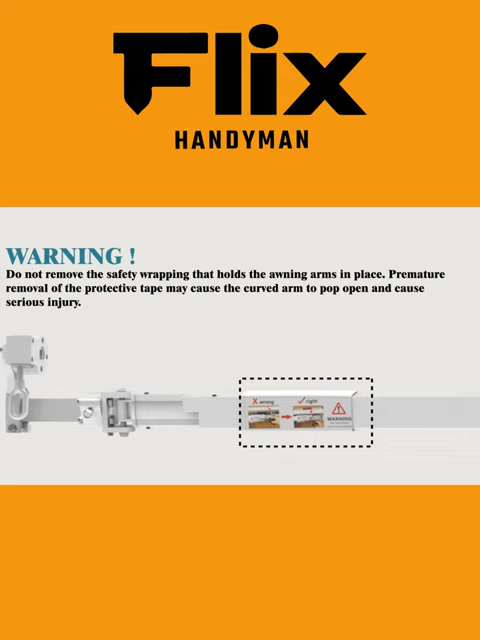 Flix
HANDYMAN
WARNING !
Do not remove the safety wrapping that holds the awning arms in place. Premature
removal of the protective tape may cause the curved arm to pop open and cause
serious injury.
X wrong
✓ right
WARNING